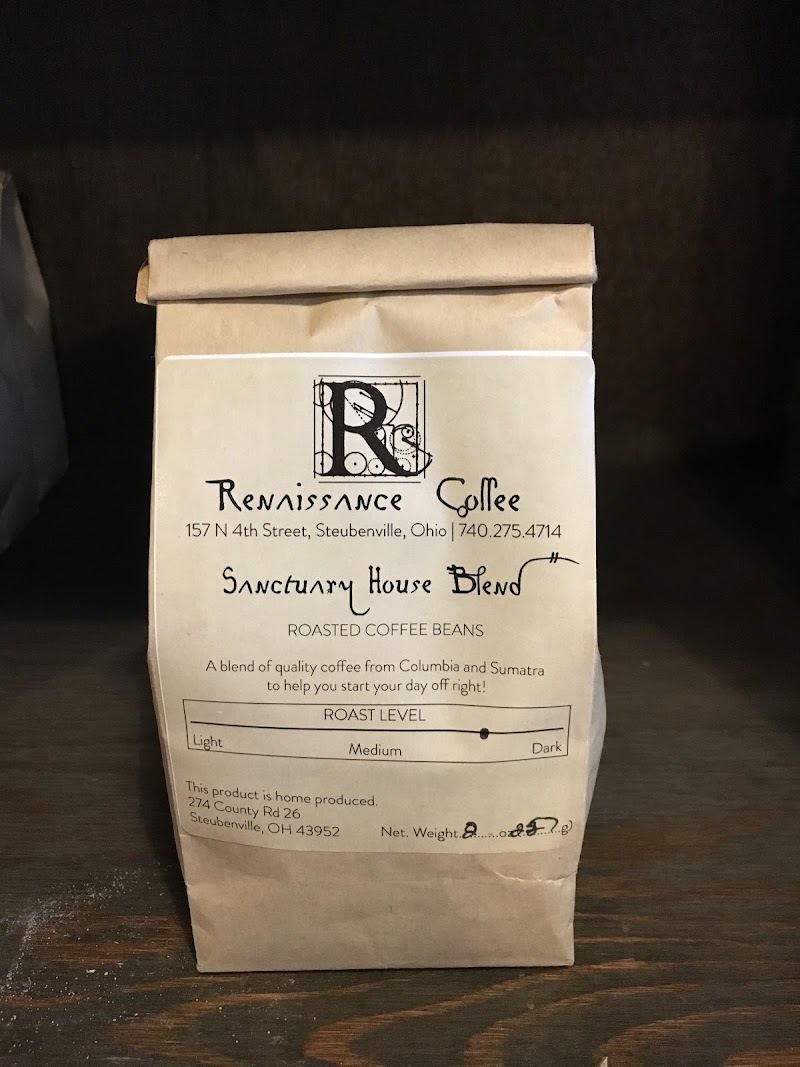 R
Renaissance Coffee
157 N 4th Street, Steubenville, Ohio | 740.275.4714
Sanctuary House Blend
ROASTED COFFEE BEANS
A blend of quality coffee from Columbia and Sumatra
to help you start your day off right!
ROAST LEVEL
Light Medium Dark
This product is home produced.
274 County Rd 26
Steubenville, OH 43952
Net. Weight 8 oz g)